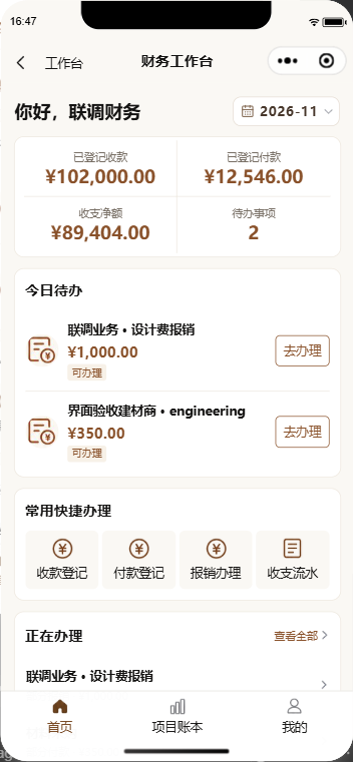 16:47
工作台
财务工作台
你好，联调财务
2026-11
已登记收款
已登记付款
¥102,000.00
¥12,546.00
收支净额
待办事项
¥89,404.00
2
今日待办
联调业务 • 设计费报销
¥1,000.00
可办理
去办理
界面验收建材商 • engineering
¥350.00
可办理
去办理
常用快捷办理
收款登记
付款登记
报销办理
收支流水
正在办理
查看全部
联调业务 • 设计费报销
首页
项目账本
我的